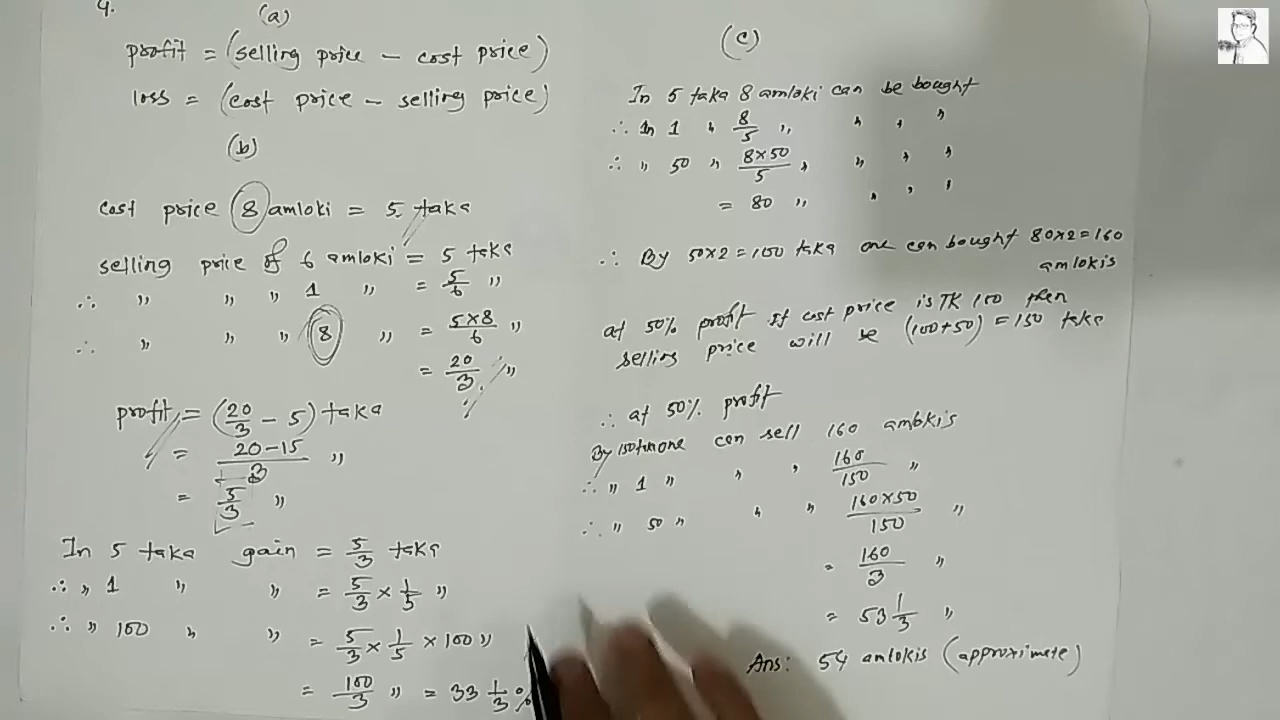 4.
(a)
profit = (selling price - cost price)
loss = (cost price - selling price)
(b)
cost price 8 amloki = 5 taka
selling price of 6 amloki = 5 taka
∴ " " " 1 " = 5/6 "
∴ " " " 8 " = 5×8/6 "
= 20/3 "
profit = (20/3 - 5) taka
= 20-15/3 "
= 5/3 "
In 5 taka gain = 5/3 taka
∴ " 1 " " = 5/3 × 1/5 "
∴ " 100 " " = 5/3 × 1/5 × 100 "
= 100/3 " = 33 1/3 %
(c)
In 5 taka 8 amloki can be bought
∴ In 1 " 8/5 " " " "
∴ " 50 " 8×50/5 " " " "
= 80 " " " "
∴ By 50×2=100 taka one can bought 80×2=160
amlokis
at 50% profit if cost price is TK 100 then
selling price will be (100+50) = 150 taka
∴ at 50% profit
By 150 one can sell 160 amlokis
∴ " 1 " " " 160/150 "
∴ " 50 " " " 160×50/150 "
= 160/3 "
= 53 1/3 "
Ans: 54 amlokis (approximate)